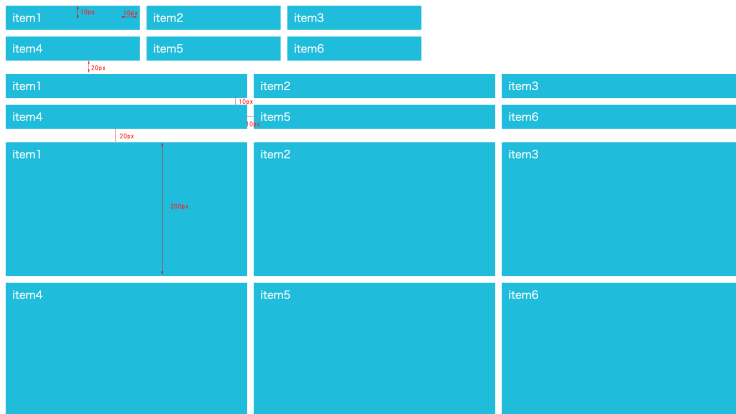 item1 10px 10px item2 item3
item4 item5 item6
20px
item1 item2 item3
10px
item4 10px item5 item6
20px
item1 item2 item3
200px
item4 item5 item6